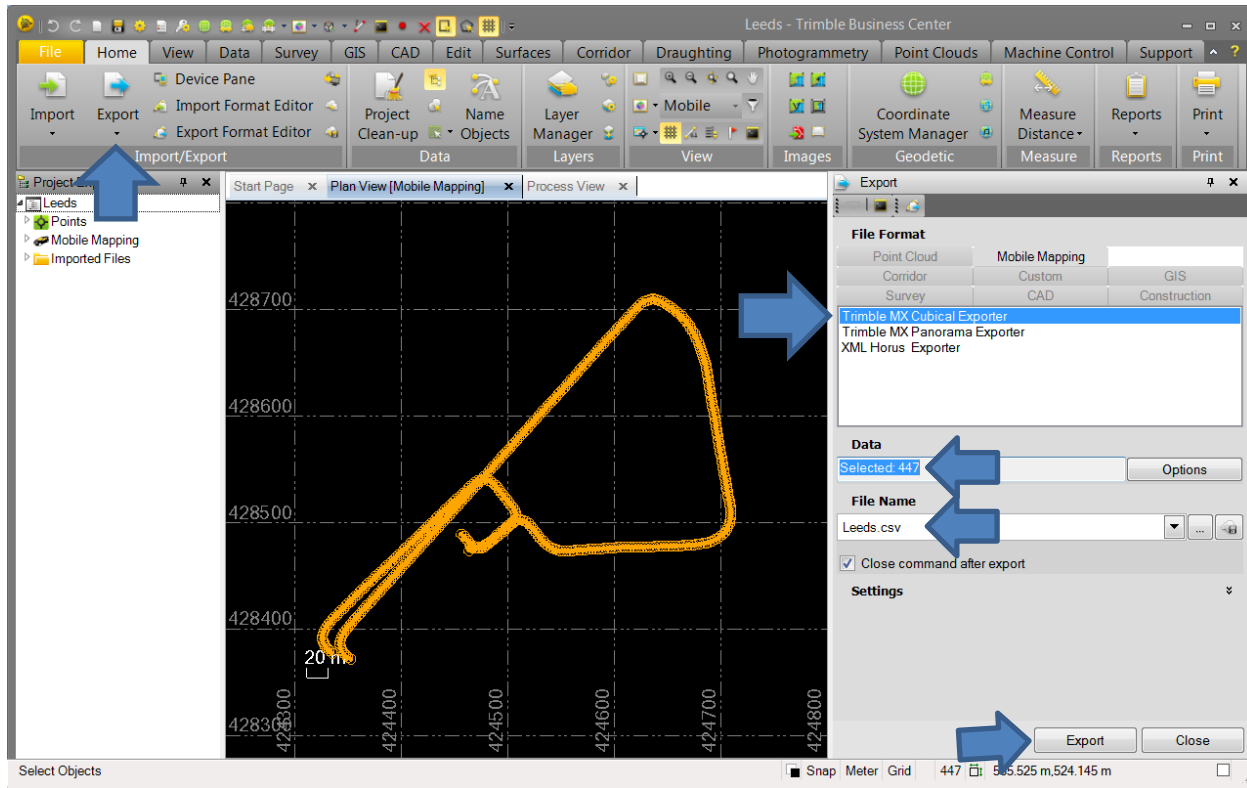 Leeds - Trimble Business Center
File Home View Data Survey GIS CAD Edit Surfaces Corridor Draughting Photogrammetry Point Clouds Machine Control Support
Import
Export
Device Pane
Import Format Editor
Export Format Editor
Import/Export
Project Clean-up
Name Objects
Data
Layer Manager
Layers
Mobile
View
Images
Coordinate System Manager
Geodetic
Measure Distance
Measure
Reports
Reports
Print
Print
Project
Leeds
Points
Mobile Mapping
Imported Files
Start Page Plan View [Mobile Mapping] Process View
428700
428600
428500
428400
20 m
424400
424500
424600
424700
424800
Export
File Format
Point Cloud Mobile Mapping
Corridor Custom GIS
Survey CAD Construction
Trimble MX Cubical Exporter
Trimble MX Panorama Exporter
XML Horus Exporter
Data
Selected: 447
Options
File Name
Leeds.csv
...
Close command after export
Settings
Export Close
Select Objects
Snap Meter Grid 447